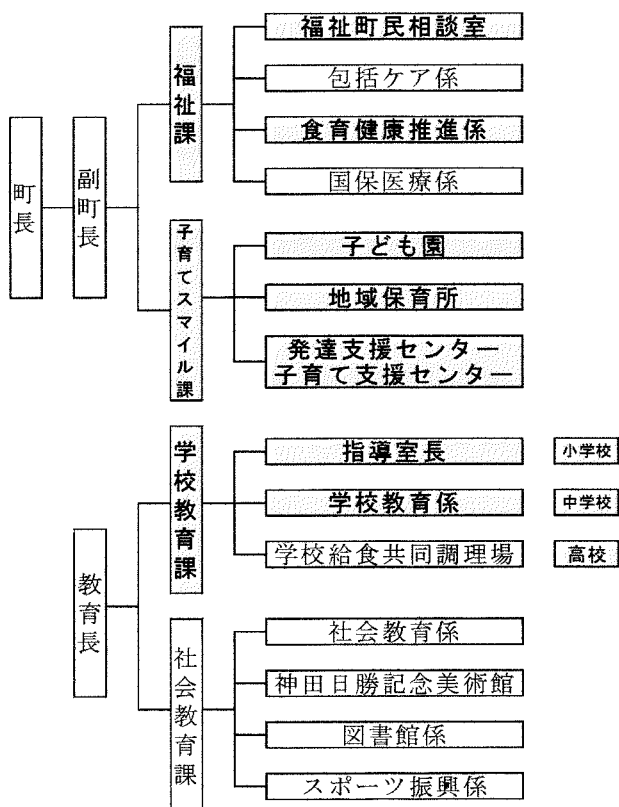 町長
副町長
福祉課
福祉町民相談室
包括ケア係
食育健康推進係
国保医療係
子育てスマイル課
子ども園
地域保育所
発達支援センター
子育て支援センター
教育長
学校教育課
指導室長
小学校
学校教育係
中学校
学校給食共同調理場
高校
社会教育課
社会教育係
神田日勝記念美術館
図書館係
スポーツ振興係